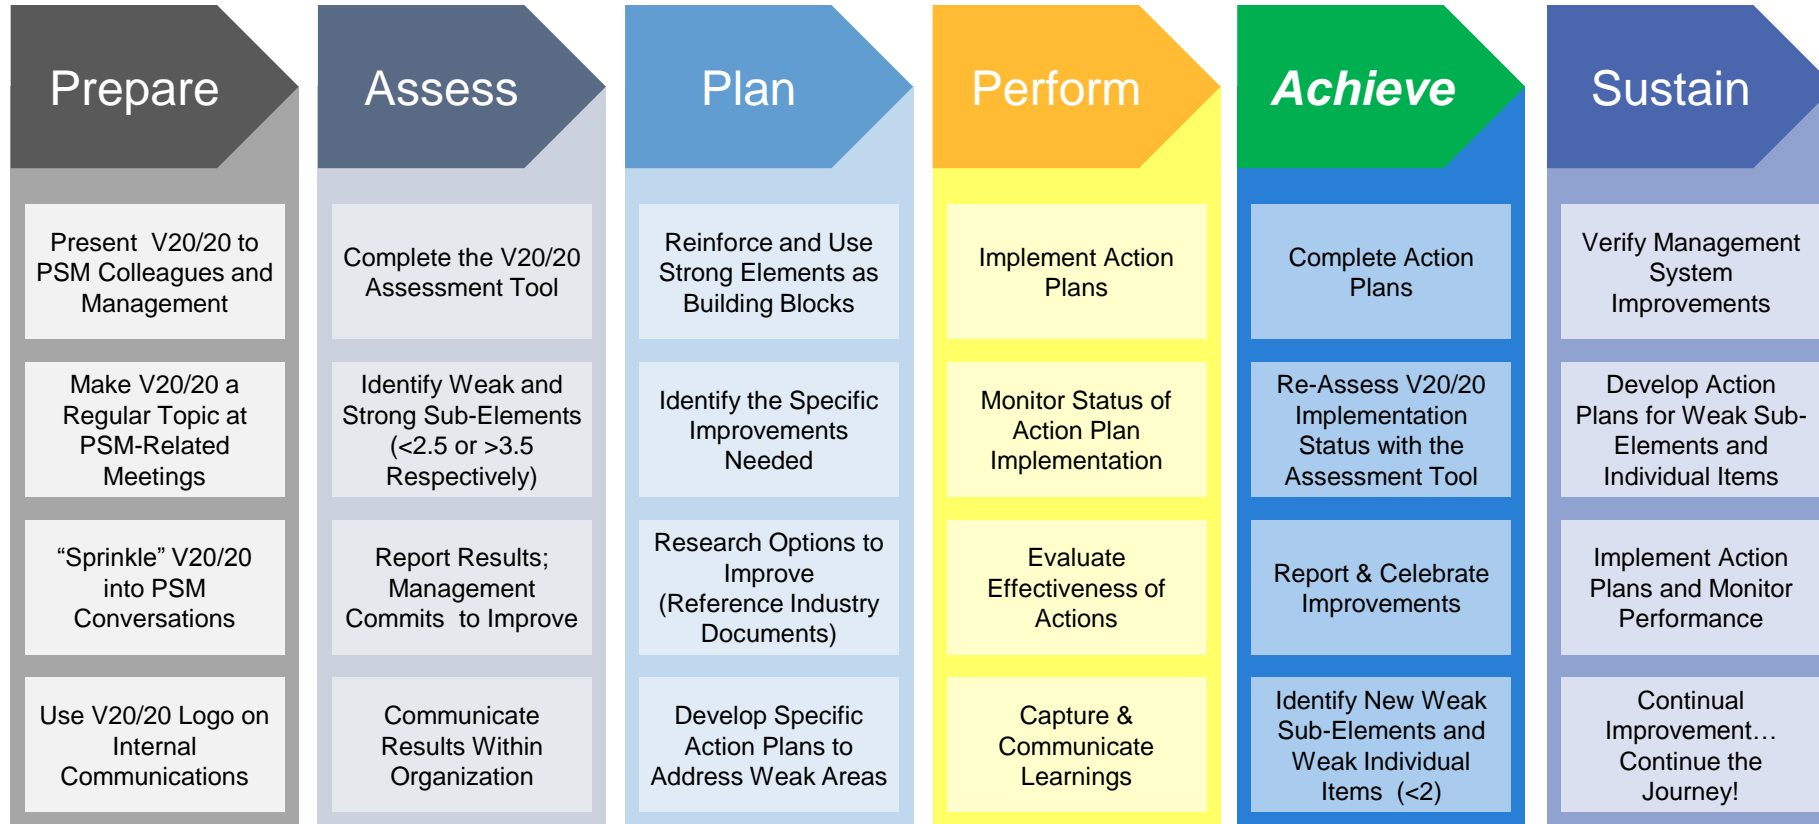 Prepare
Present V20/20 to
PSM Colleagues and
Management
Make V20/20 a
Regular Topic at
PSM-Related
Meetings
“Sprinkle” V20/20
into PSM
Conversations
Use V20/20 Logo on
Internal
Communications
Assess
Complete the V20/20
Assessment Tool
Identify Weak and
Strong Sub-Elements
(<2.5 or >3.5
Respectively)
Report Results;
Management
Commits to Improve
Communicate
Results Within
Organization
Plan
Reinforce and Use
Strong Elements as
Building Blocks
Identify the Specific
Improvements
Needed
Research Options to
Improve
(Reference Industry
Documents)
Develop Specific
Action Plans to
Address Weak Areas
Perform
Implement Action
Plans
Monitor Status of
Action Plan
Implementation
Evaluate
Effectiveness of
Actions
Capture &
Communicate
Learnings
Achieve
Complete Action
Plans
Re-Assess V20/20
Implementation
Status with the
Assessment Tool
Report & Celebrate
Improvements
Identify New Weak
Sub-Elements and
Weak Individual
Items (<2)
Sustain
Verify Management
System
Improvements
Develop Action
Plans for Weak Sub-
Elements and
Individual Items
Implement Action
Plans and Monitor
Performance
Continual
Improvement…
Continue the
Journey!